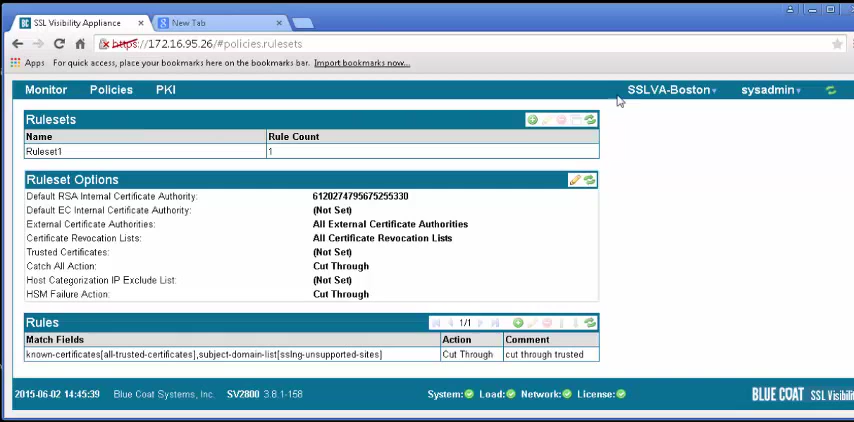 SSL Visibility Appliance
New Tab
https://172.16.95.26/#policies.rulesets
Apps For quick access, place your bookmarks here on the bookmarks bar. Import bookmarks now...
Monitor Policies PKI SSLVA-Boston sysadmin
Rulesets
Name Rule Count
Ruleset1 1
Ruleset Options
Default RSA Internal Certificate Authority: 6120274795675255330
Default EC Internal Certificate Authority: (Not Set)
External Certificate Authorities: All External Certificate Authorities
Certificate Revocation Lists: All Certificate Revocation Lists
Trusted Certificates: (Not Set)
Catch All Action: Cut Through
Host Categorization IP Exclude List: (Not Set)
HSM Failure Action: Cut Through
Rules 1/1
Match Fields Action Comment
known-certificates[all-trusted-certificates],subject-domain-list[sslng-unsupported-sites] Cut Through cut through trusted
2015-06-02 14:45:39 Blue Coat Systems, Inc. SV2800 3.8.1-158 System: Load: Network: License: BLUE COAT SSL Visibili